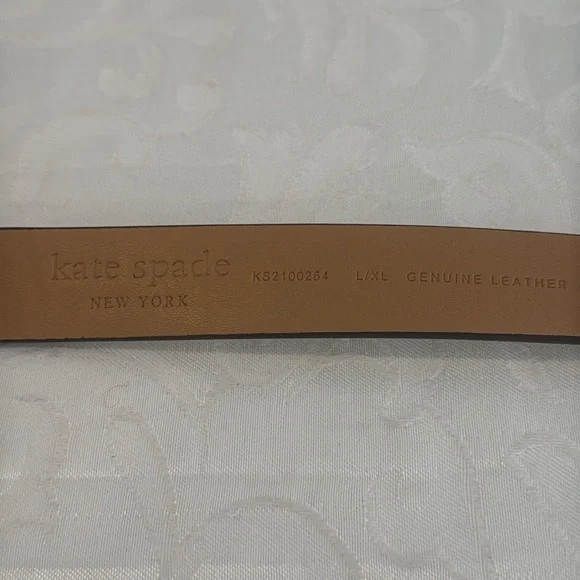 kate spade
NEW YORK
KS2100264 L/XL GENUINE LEATHER